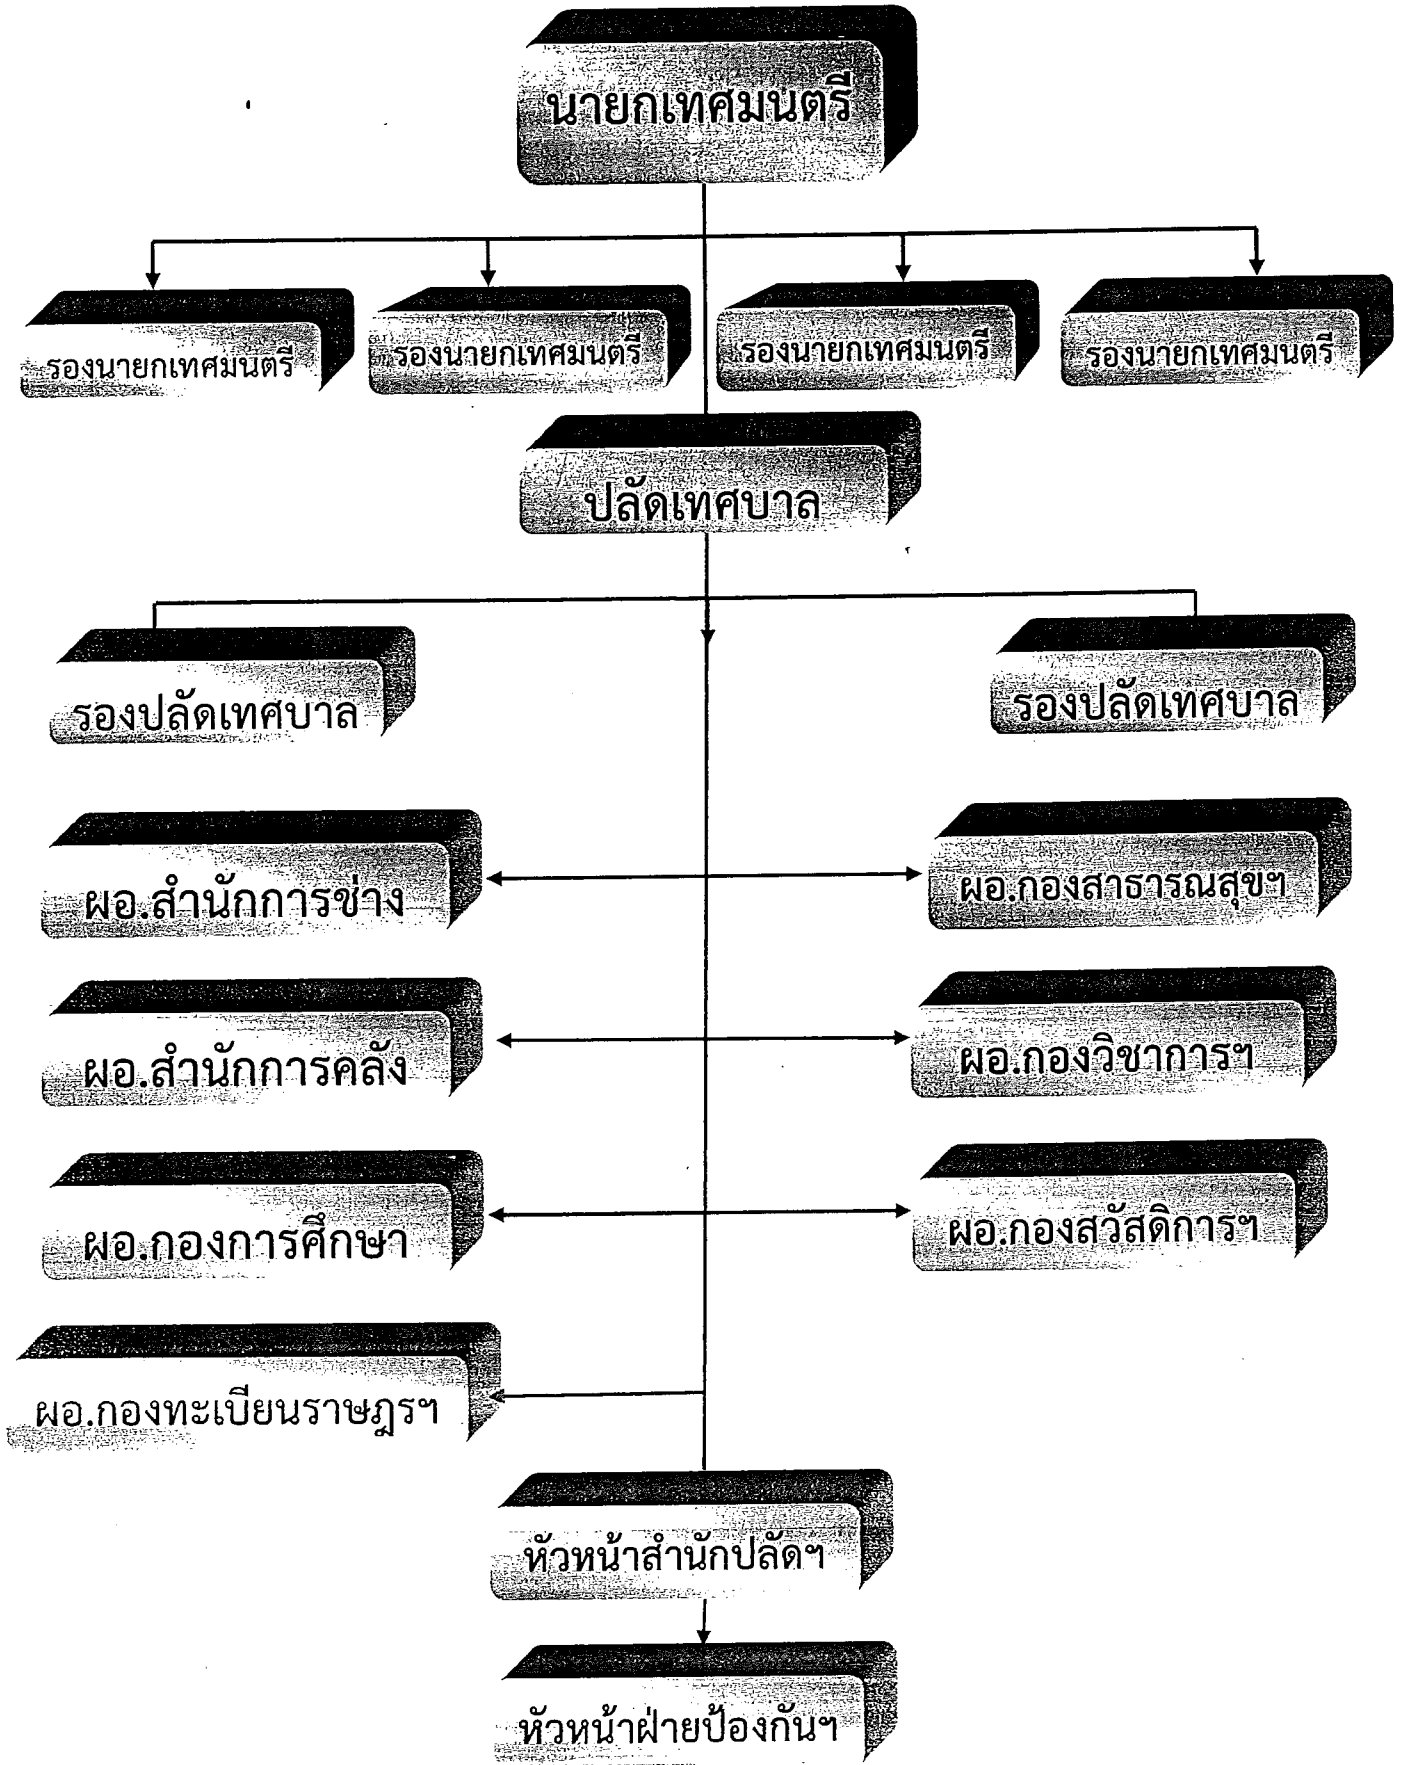 นายกเทศมนตรี
รองนายกเทศมนตรี
รองนายกเทศมนตรี
รองนายกเทศมนตรี
รองนายกเทศมนตรี
ปลัดเทศบาล
รองปลัดเทศบาล
รองปลัดเทศบาล
ผอ.สำนักการช่าง
ผอ.กองสาธารณสุขฯ
ผอ.สำนักการคลัง
ผอ.กองวิชาการฯ
ผอ.กองการศึกษา
ผอ.กองสวัสดิการฯ
ผอ.กองทะเบียนราษฎรฯ
หัวหน้าสำนักปลัดฯ
หัวหน้าฝ่ายป้องกันฯ